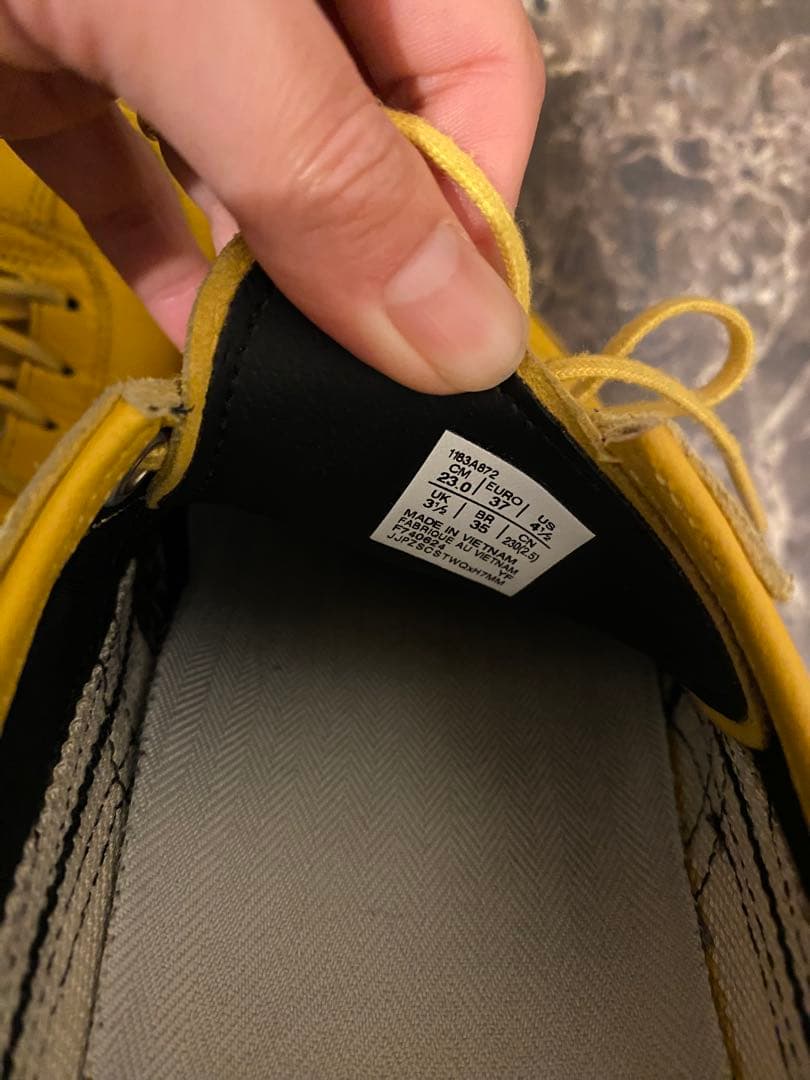 1183A872
CM | EURO | US
23.0 | 37 | 4½
UK | BR | CN
3½ | 35 | 230(2.5)
MADE IN VIETNAM
FABRIQUE AU VIETNAM
F740624 YF
JJPZSCSTWQxH7MM